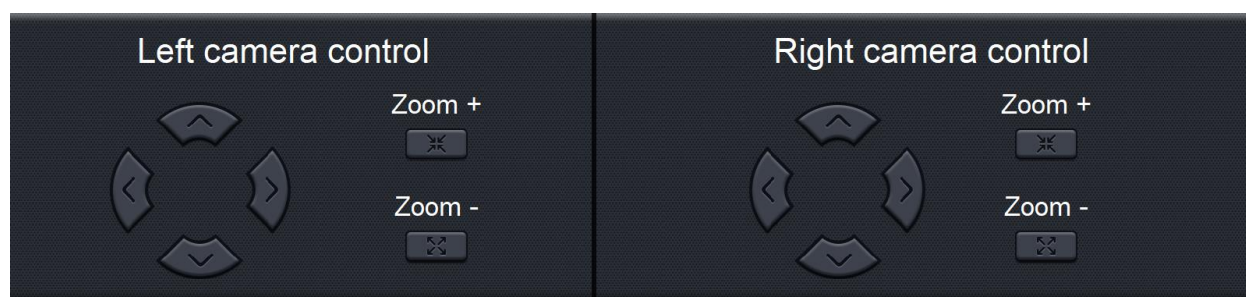 Left camera control
Zoom +
Zoom -
Right camera control
Zoom +
Zoom -